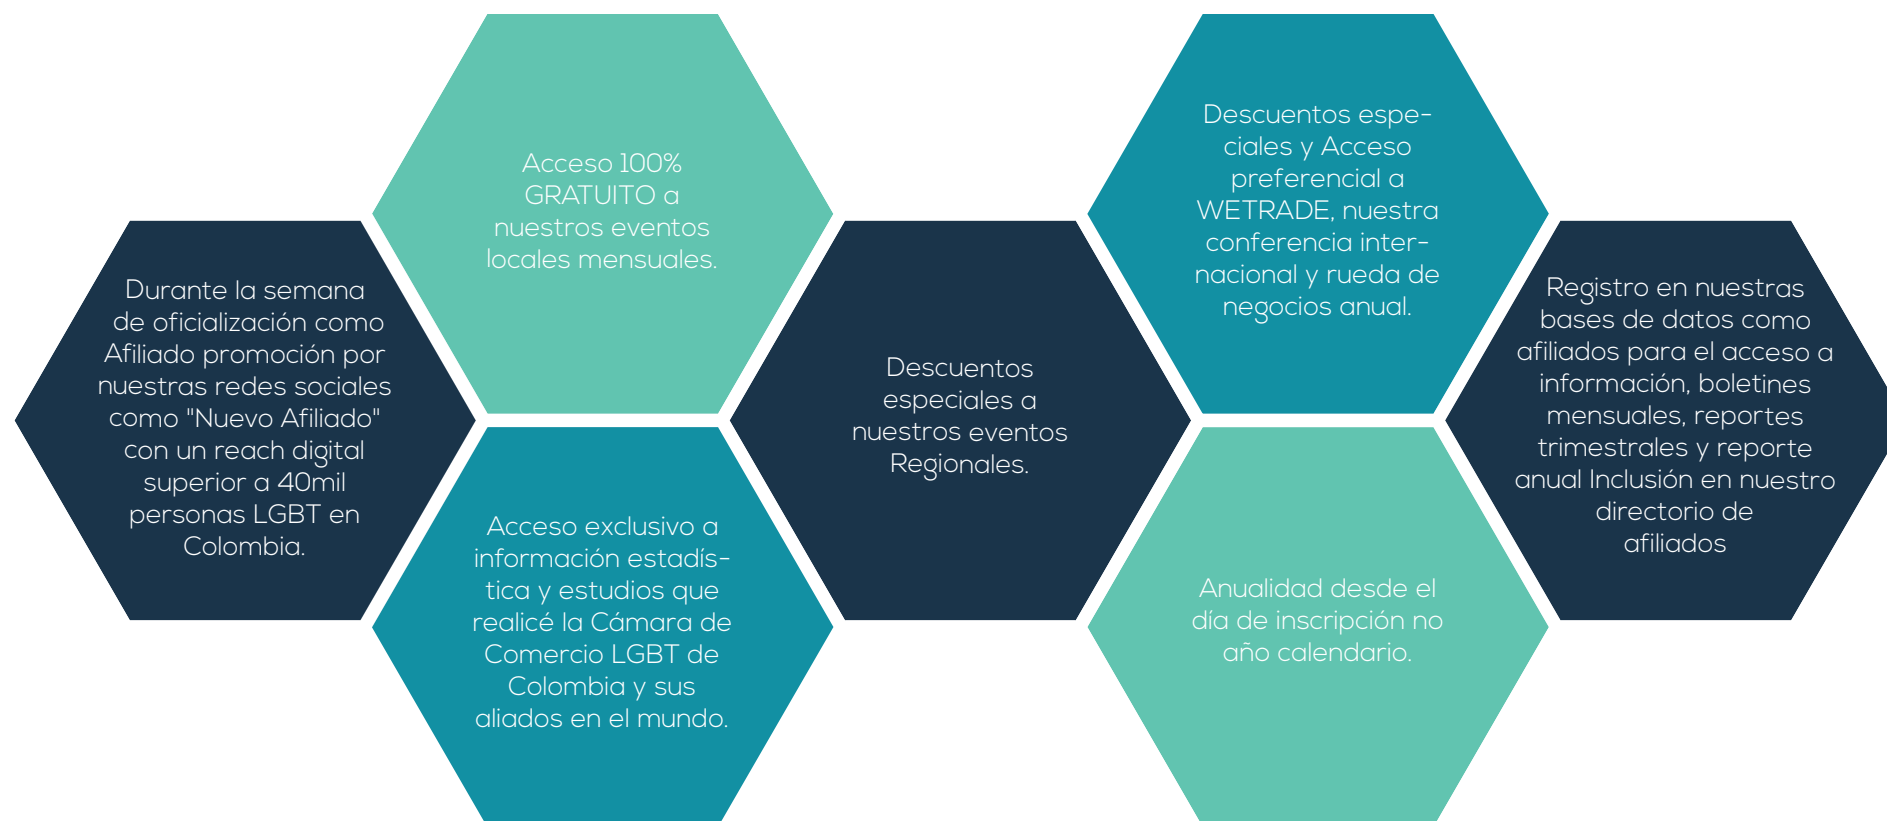 Durante la semana
de oficialización como
Afiliado promoción por
nuestras redes sociales
como "Nuevo Afiliado"
con un reach digital
superior a 40mil
personas LGBT en
Colombia.
Acceso 100%
GRATUITO a
nuestros eventos
locales mensuales.
Acceso exclusivo a
información estadís-
tica y estudios que
realicé la Cámara de
Comercio LGBT de
Colombia y sus
aliados en el mundo.
Descuentos
especiales a
nuestros eventos
Regionales.
Descuentos espe-
ciales y Acceso
preferencial a
WETRADE, nuestra
conferencia inter-
nacional y rueda de
negocios anual.
Anualidad desde el
día de inscripción no
año calendario.
Registro en nuestras
bases de datos como
afiliados para el acceso a
información, boletines
mensuales, reportes
trimestrales y reporte
anual Inclusión en nuestro
directorio de
afiliados